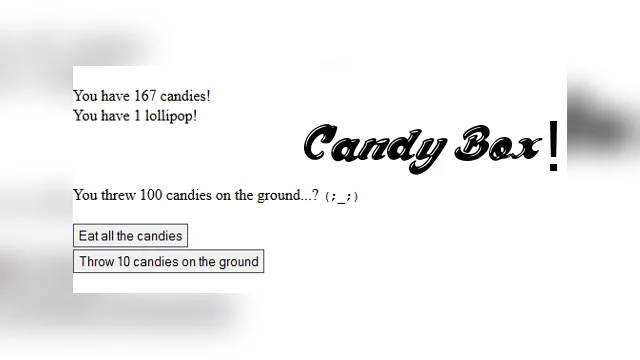 You have 167 candies!
You have 1 lollipop!
Candy Box!
You threw 100 candies on the ground...? (;_;)
Eat all the candies
Throw 10 candies on the ground